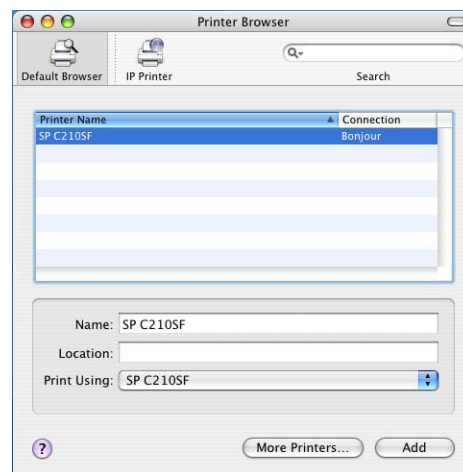 Printer Browser
Default Browser IP Printer Search
Printer Name Connection
SP C210SF Bonjour
Name: SP C210SF
Location:
Print Using: SP C210SF
? More Printers... Add